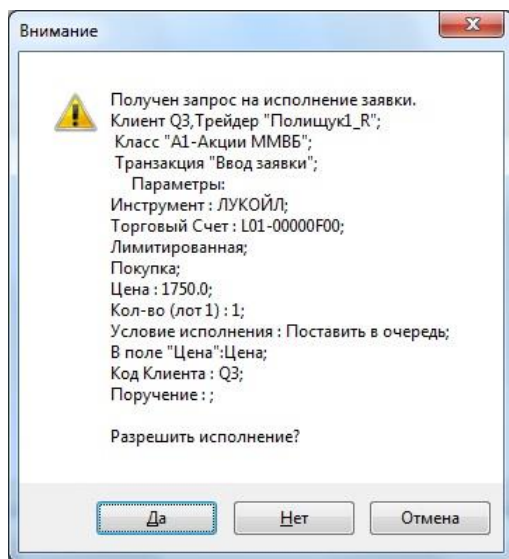 Внимание
Получен запрос на исполнение заявки.
Клиент Q3,Трейдер "Полищук1_R";
Класс "A1-Акции ММВБ";
Транзакция "Ввод заявки";
Параметры:
Инструмент : ЛУКОЙЛ;
Торговый Счет : L01-00000F00;
Лимитированная;
Покупка;
Цена : 1750.0;
Кол-во (лот 1) : 1;
Условие исполнения : Поставить в очередь;
В поле "Цена":Цена;
Код Клиента : Q3;
Поручение : ;
Разрешить исполнение?
Да Нет Отмена